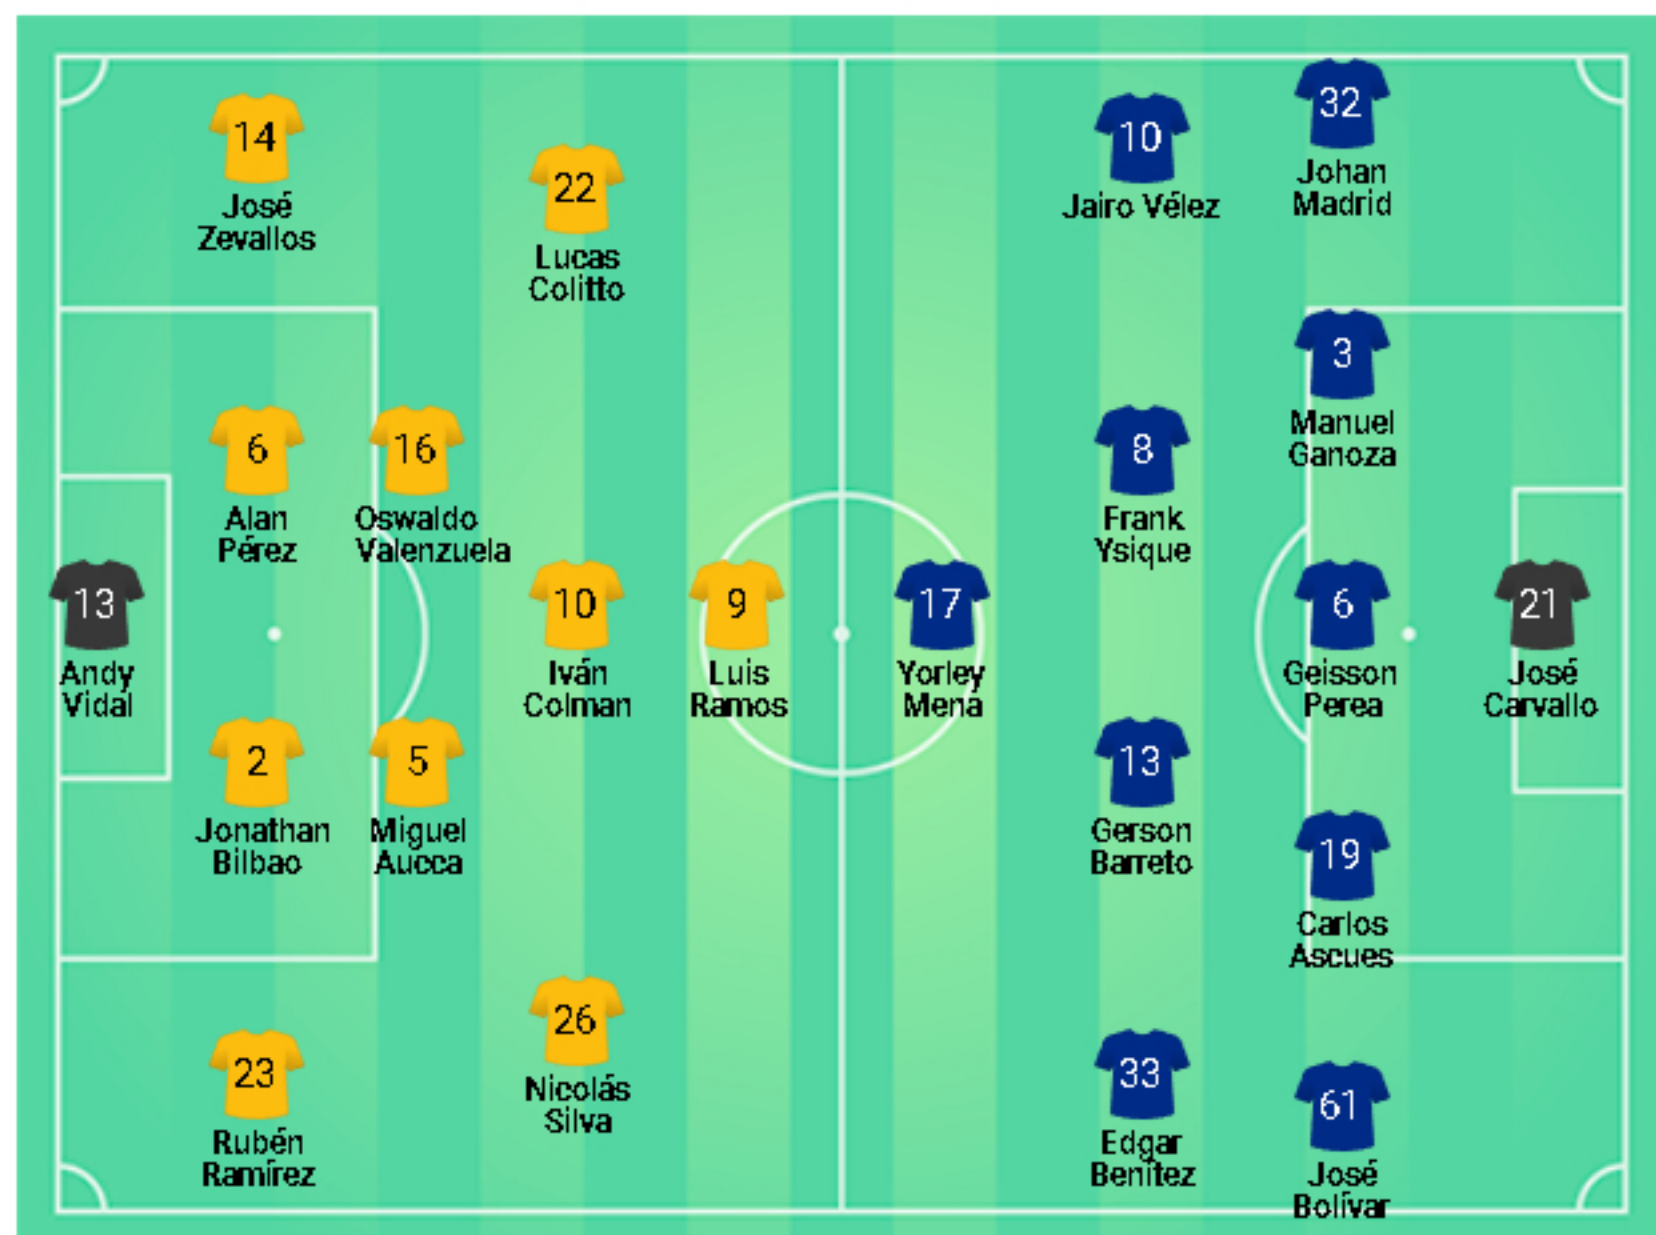 14
José
Zevallos
22
Lucas
Colitto
6
Alan
Pérez
16
Oswaldo
Valenzuela
13
Andy
Vidal
10
Iván
Colman
9
Luis
Ramos
2
Jonathan
Bilbao
5
Miguel
Aucca
26
Nicolás
Silva
23
Rubén
Ramírez
10
Jairo Vélez
32
Johan
Madrid
3
Manuel
Ganoza
8
Frank
Ysique
17
Yorley
Mena
6
Geisson
Perea
21
José
Carvallo
13
Gerson
Barreto
19
Carlos
Ascues
33
Edgar
Benítez
61
José
Bolívar